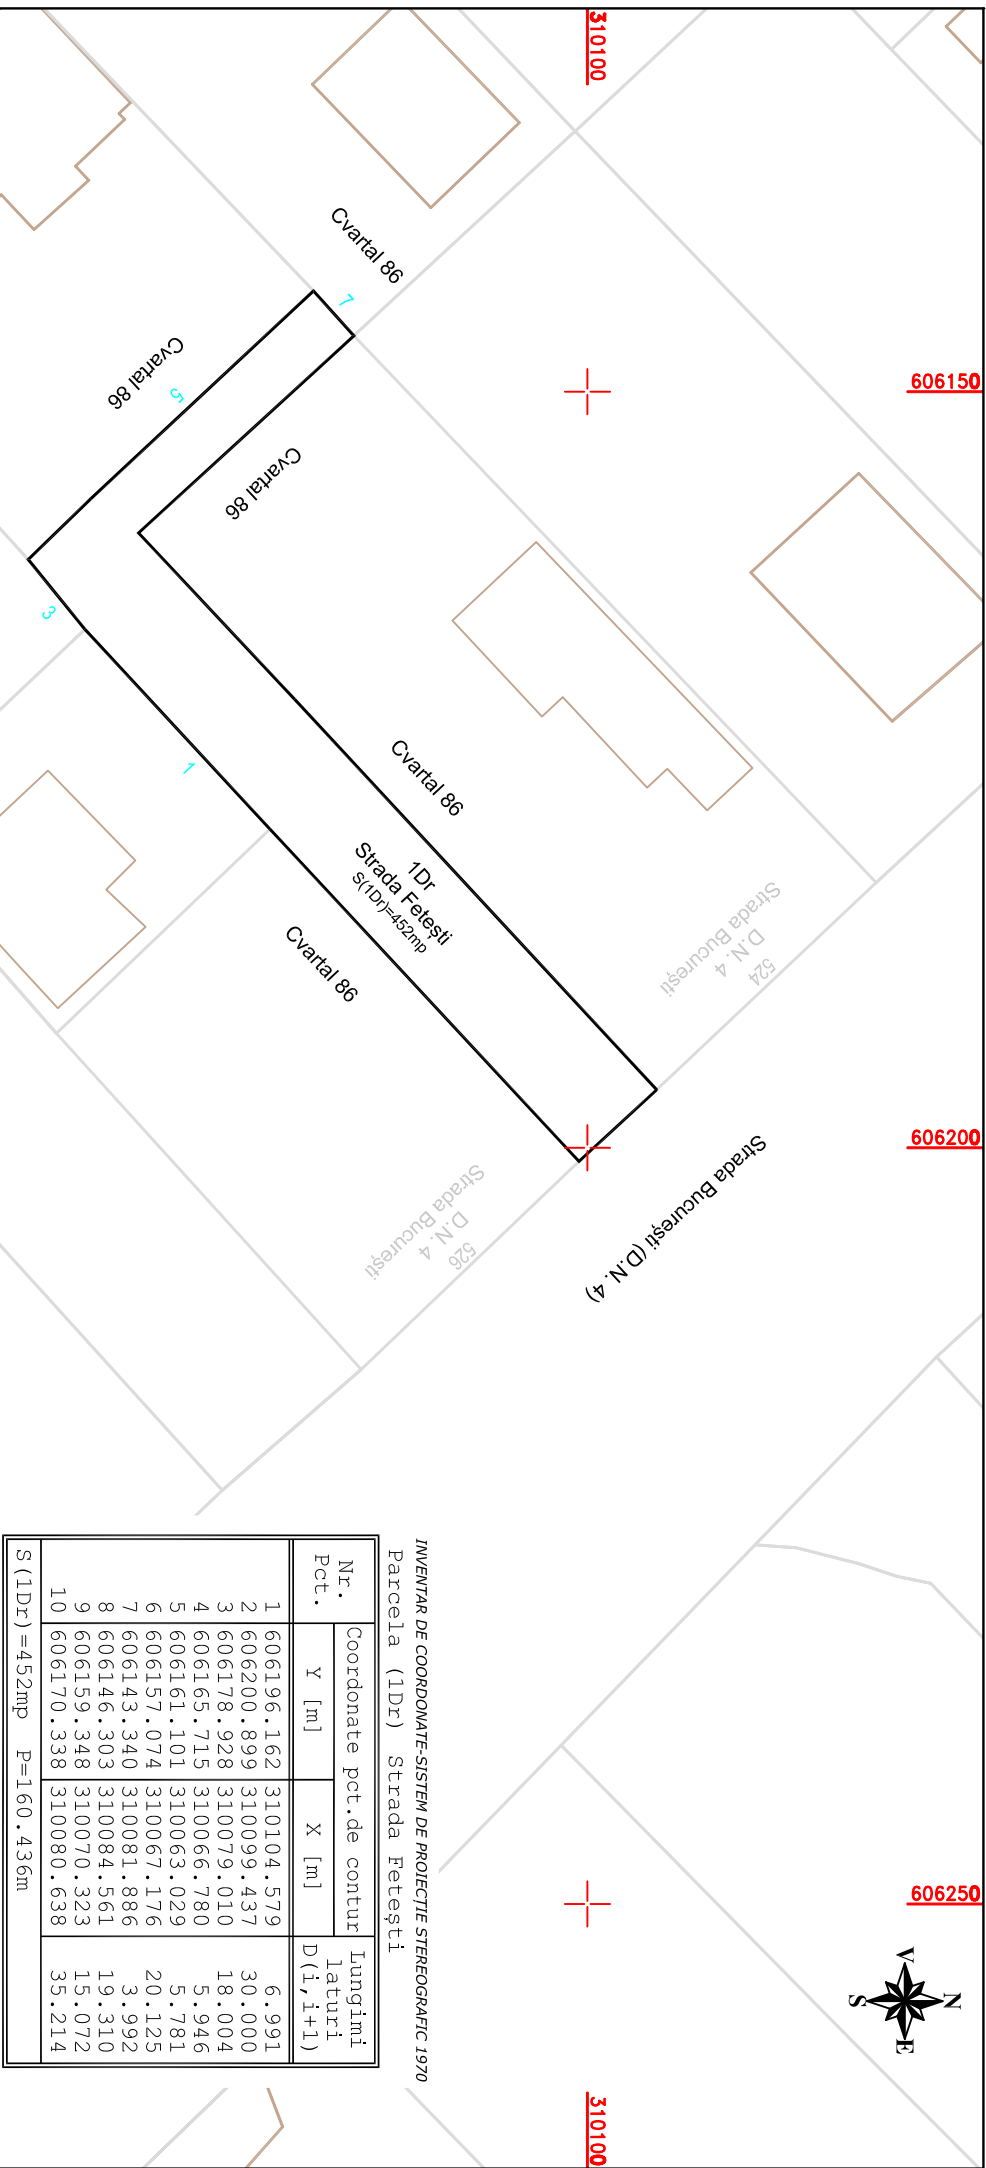 310100
606150
606200
606250
310100
N
V
E
S
Cvartal 86
7
Cvartal 86
5
Cvartal 86
3
1
Cvartal 86
1Dr
Strada Fetești
S(1Dr)=452mp
Cvartal 86
524
D.N. 4
Strada București
526
D.N. 4
Strada București
Strada București (D.N. 4)
INVENTAR DE COORDONATE-SISTEM DE PROIECȚIE STEREOGRAFIC 1970
Parcela (1Dr) Strada Fetești
Nr. Pct. Coordonate pct.de contur Lungimi laturi
Y [m] X [m] D(i,i+1)
1 606196.162 310104.579 6.991
2 606200.899 310099.437 30.000
3 606178.928 310079.010 18.004
4 606165.715 310066.780 5.946
5 606161.101 310063.029 5.781
6 606157.074 310067.176 20.125
7 606143.340 310081.886 3.992
8 606146.303 310084.561 19.310
9 606159.348 310070.323 15.072
10 606170.338 310080.638 35.214
S(1Dr)=452mp P=160.436m